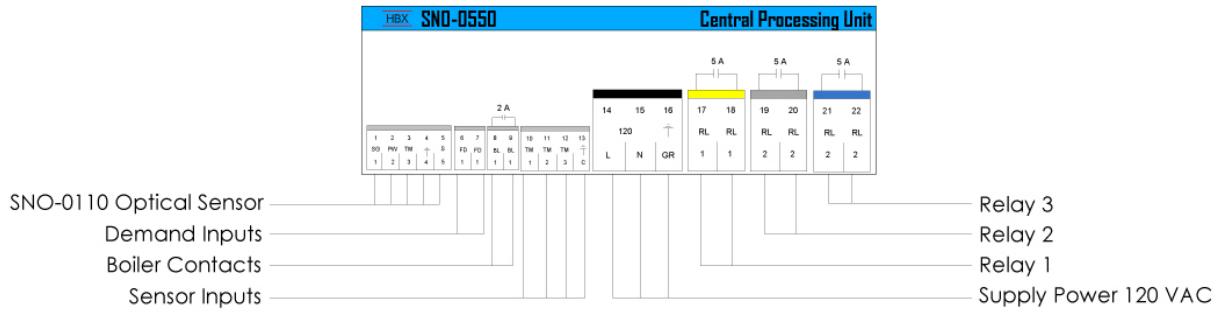 HBX SNO-0550 Central Processing Unit
5 A 5 A 5 A
2 A
14 15 16 17 18 19 20 21 22
120 RL RL RL RL RL RL
L N GR 1 1 2 2 2 2
1 2 3 4 5 6 7 8 9 10 11 12 13
SG PW TM S FD FD BL BL TM TM TM
1 2 3 4 5 1 1 1 1 1 2 3 C
SNO-0110 Optical Sensor
Demand Inputs
Boiler Contacts
Sensor Inputs
Relay 3
Relay 2
Relay 1
Supply Power 120 VAC